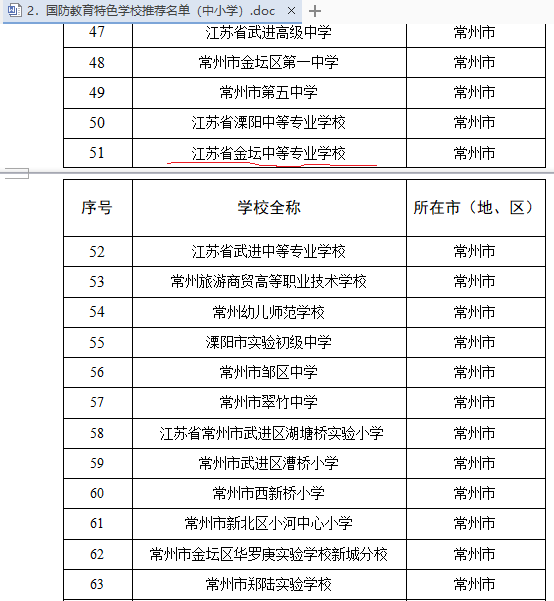 2. 国防教育特色学校推荐名单（中小学）.doc × +
47 江苏省武进高级中学 常州市
48 常州市金坛区第一中学 常州市
49 常州市第五中学 常州市
50 江苏省溧阳中等专业学校 常州市
51 江苏省金坛中等专业学校 常州市
序号 学校全称 所在市（地、区）
52 江苏省武进中等专业学校 常州市
53 常州旅游商贸高等职业技术学校 常州市
54 常州幼儿师范学校 常州市
55 溧阳市实验初级中学 常州市
56 常州市邹区中学 常州市
57 常州市翠竹中学 常州市
58 江苏省常州市武进区湖塘桥实验小学 常州市
59 常州市武进区漕桥小学 常州市
60 常州市西新桥小学 常州市
61 常州市新北区小河中心小学 常州市
62 常州市金坛区华罗庚实验学校新城分校 常州市
63 常州市郑陆实验学校 常州市